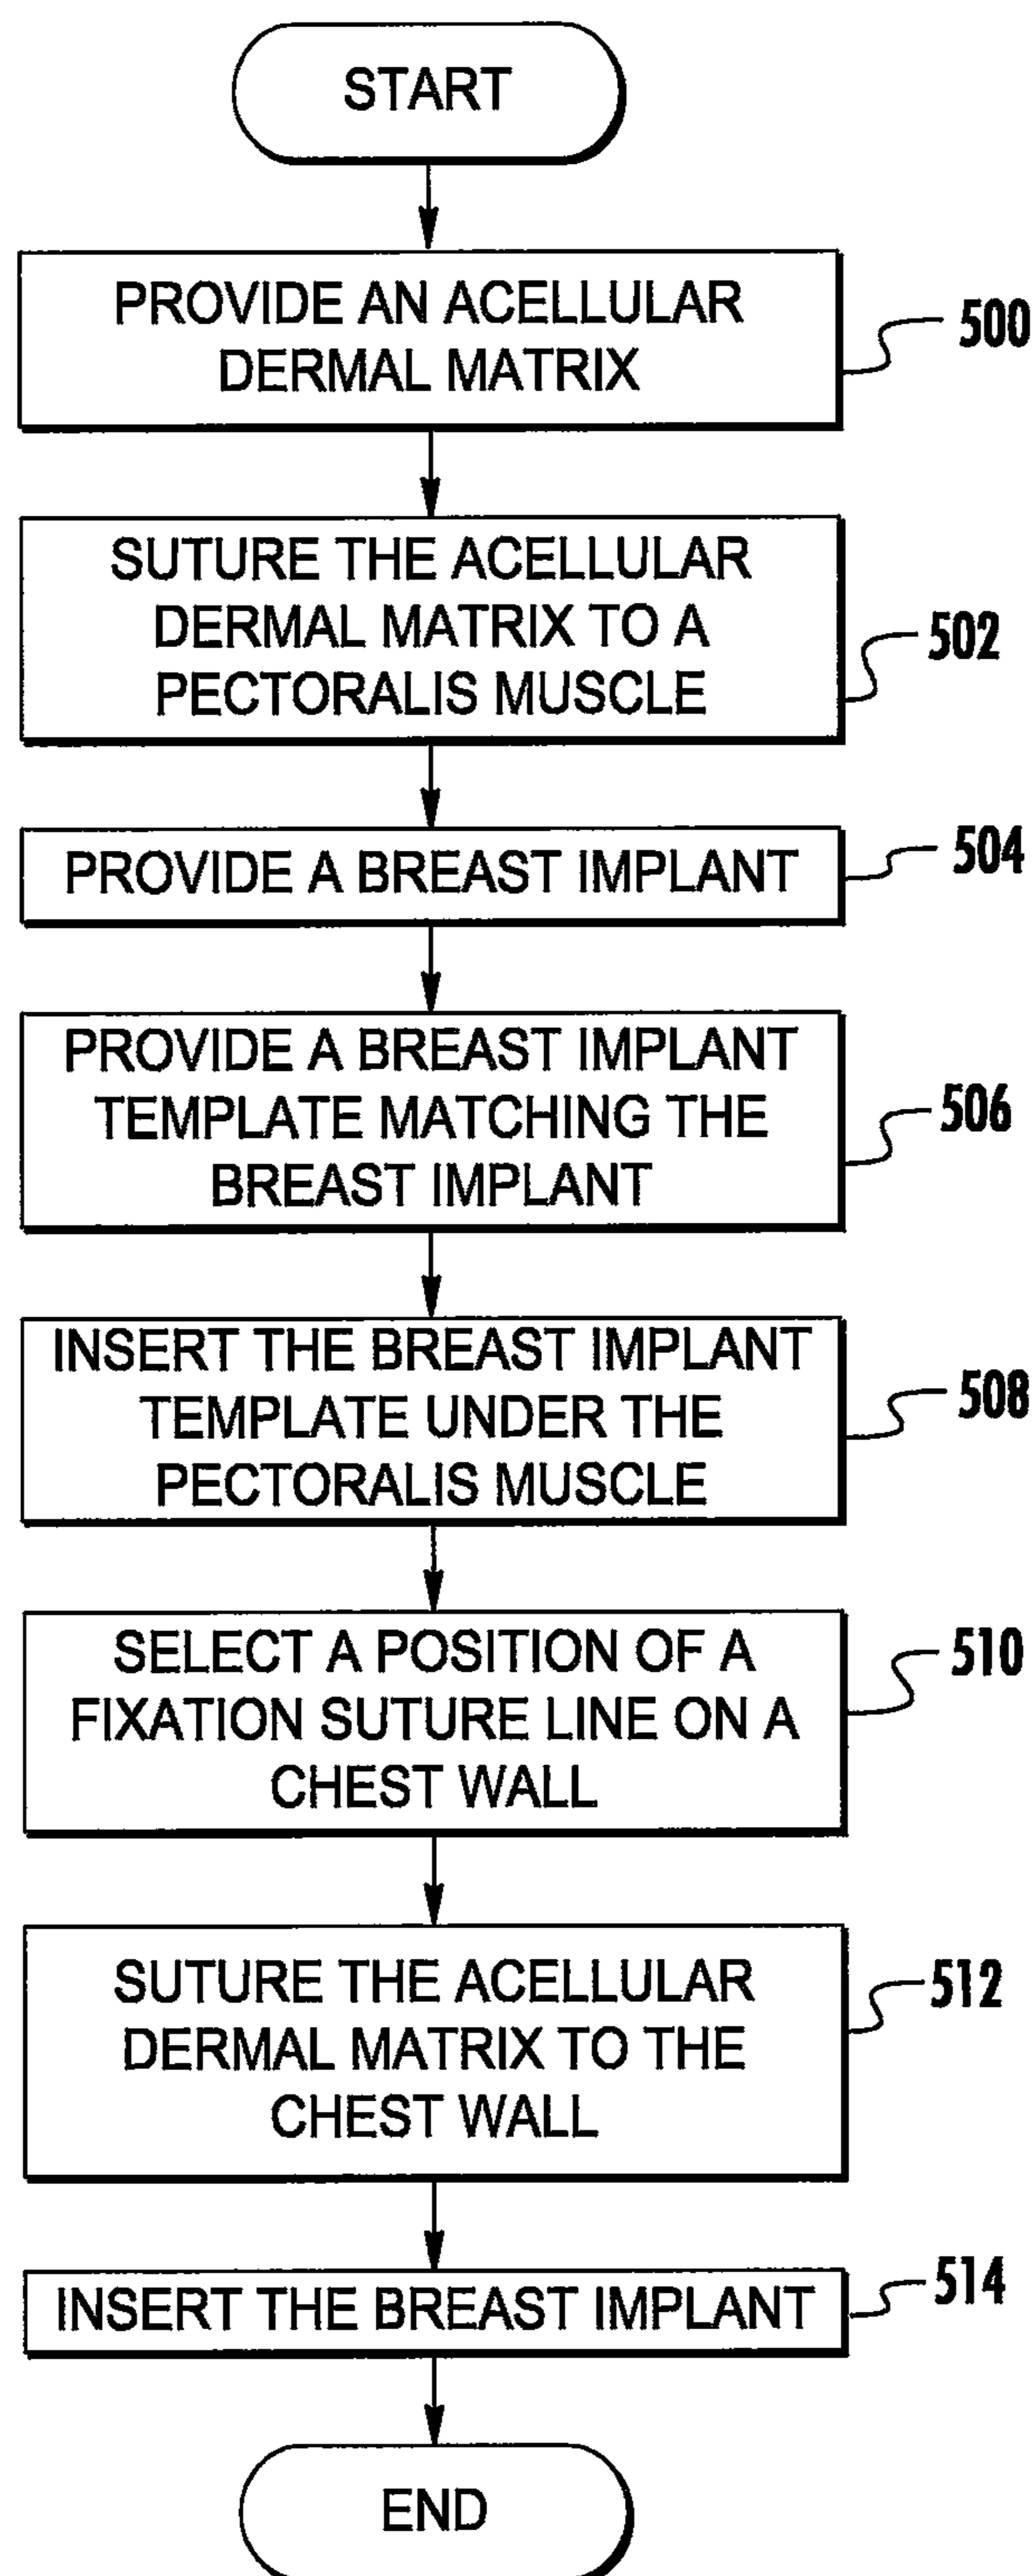 START
PROVIDE AN ACELLULAR
DERMAL MATRIX
500
SUTURE THE ACELLULAR
DERMAL MATRIX TO A
PECTORALIS MUSCLE
502
PROVIDE A BREAST IMPLANT
504
PROVIDE A BREAST IMPLANT
TEMPLATE MATCHING THE
BREAST IMPLANT
506
INSERT THE BREAST IMPLANT
TEMPLATE UNDER THE
PECTORALIS MUSCLE
508
SELECT A POSITION OF A
FIXATION SUTURE LINE ON A
CHEST WALL
510
SUTURE THE ACELLULAR
DERMAL MATRIX TO THE
CHEST WALL
512
INSERT THE BREAST IMPLANT
514
END